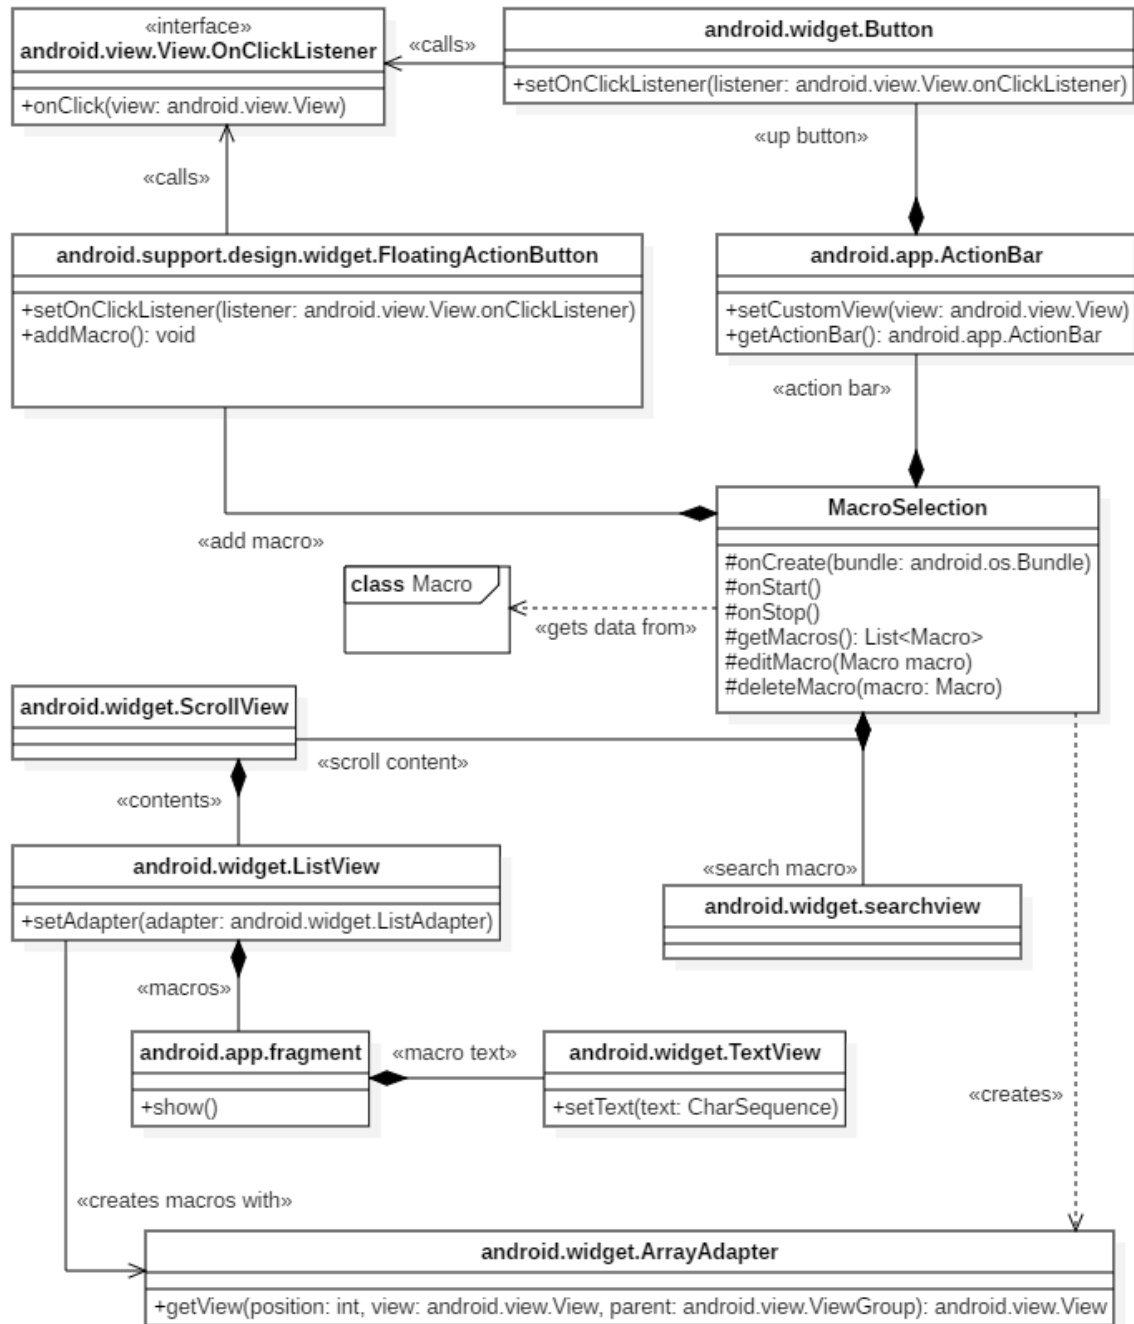 «interface»
android.view.View.OnClickListener
+onClick(view: android.view.View)
«calls»
android.widget.Button
+setOnClickListener(listener: android.view.View.onClickListener)
«up button»
«calls»
android.support.design.widget.FloatingActionButton
+setOnClickListener(listener: android.view.View.onClickListener)
+addMacro(): void
android.app.ActionBar
+setCustomView(view: android.view.View)
+getActionBar(): android.app.ActionBar
«action bar»
MacroSelection
#onCreate(bundle: android.os.Bundle)
#onStart()
#onStop()
#getMacros(): List<Macro>
#editMacro(Macro macro)
#deleteMacro(macro: Macro)
«add macro»
class Macro
«gets data from»
android.widget.ScrollView
«scroll content»
«contents»
android.widget.ListView
+setAdapter(adapter: android.widget.ListAdapter)
«search macro»
android.widget.searchview
«macros»
android.app.fragment
+show()
«macro text»
android.widget.TextView
+setText(text: CharSequence)
«creates»
«creates macros with»
android.widget.ArrayAdapter
+getView(position: int, view: android.view.View, parent: android.view.ViewGroup): android.view.View